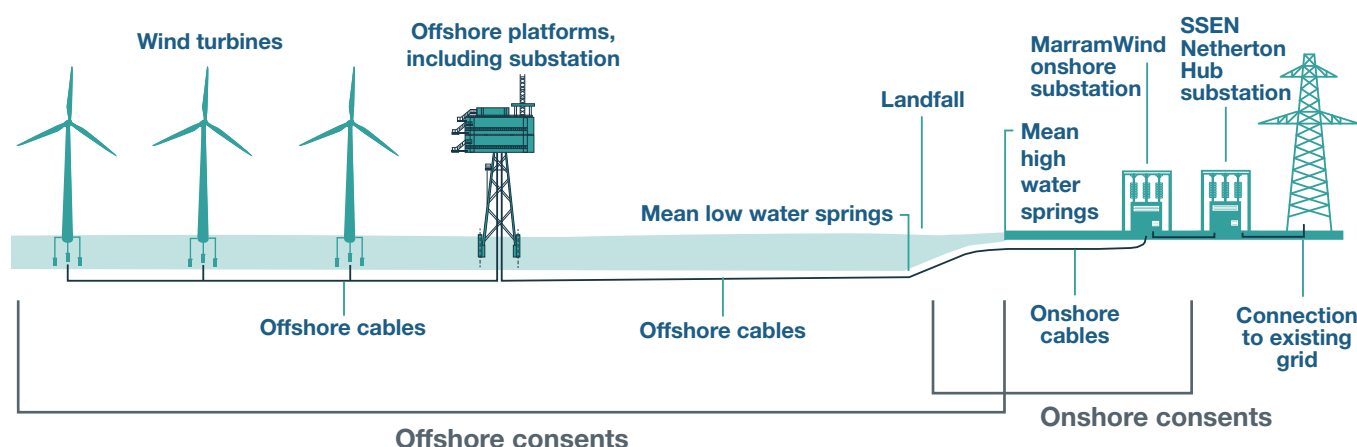 Wind turbines
Offshore platforms,
including substation
Landfall
MarramWind
onshore
substation
SSEN
Netherton
Hub
substation
Mean
high
water
springs
Mean low water springs
Offshore cables
Offshore cables
Onshore
cables
Connection
to existing
grid
Offshore consents
Onshore consents